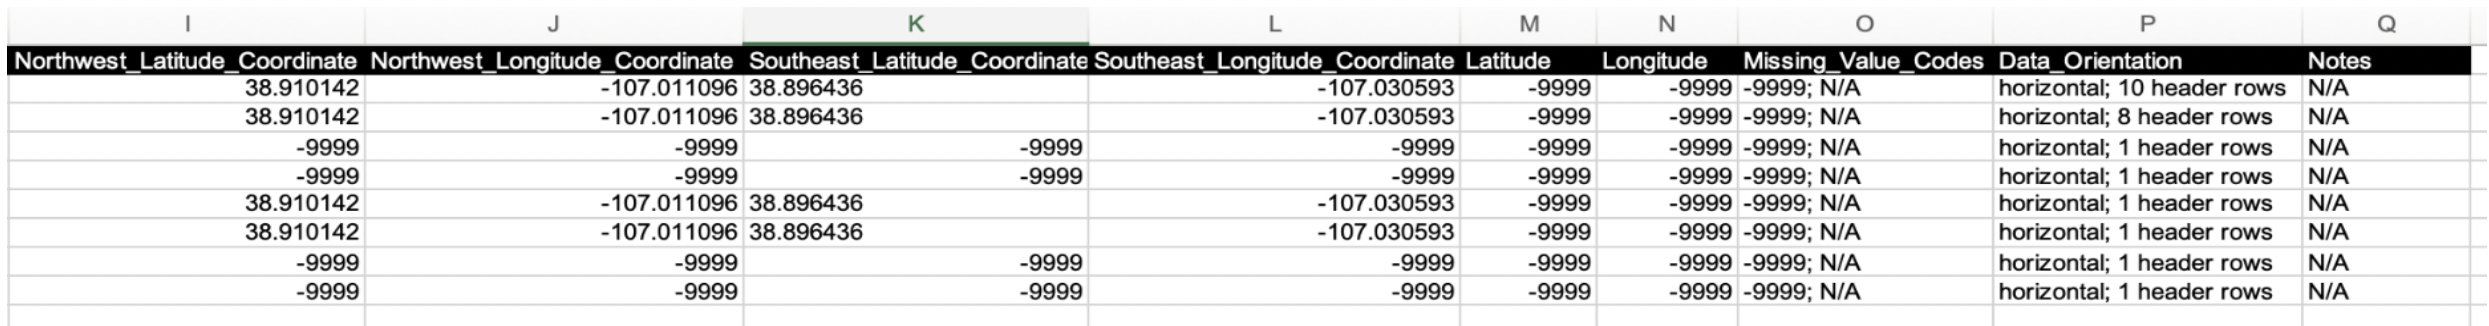 I J K L M N O P Q
Northwest_Latitude_Coordinate Northwest_Longitude_Coordinate Southeast_Latitude_Coordinate Southeast_Longitude_Coordinate Latitude Longitude Missing_Value_Codes Data_Orientation Notes
38.910142 -107.011096 38.896436 -107.030593 -9999 -9999 -9999; N/A horizontal; 10 header rows N/A
38.910142 -107.011096 38.896436 -107.030593 -9999 -9999 -9999; N/A horizontal; 8 header rows N/A
-9999 -9999 -9999 -9999 -9999 -9999 -9999; N/A horizontal; 1 header rows N/A
-9999 -9999 -9999 -9999 -9999 -9999 -9999; N/A horizontal; 1 header rows N/A
38.910142 -107.011096 38.896436 -107.030593 -9999 -9999 -9999; N/A horizontal; 1 header rows N/A
38.910142 -107.011096 38.896436 -107.030593 -9999 -9999 -9999; N/A horizontal; 1 header rows N/A
-9999 -9999 -9999 -9999 -9999 -9999 -9999; N/A horizontal; 1 header rows N/A
-9999 -9999 -9999 -9999 -9999 -9999 -9999; N/A horizontal; 1 header rows N/A